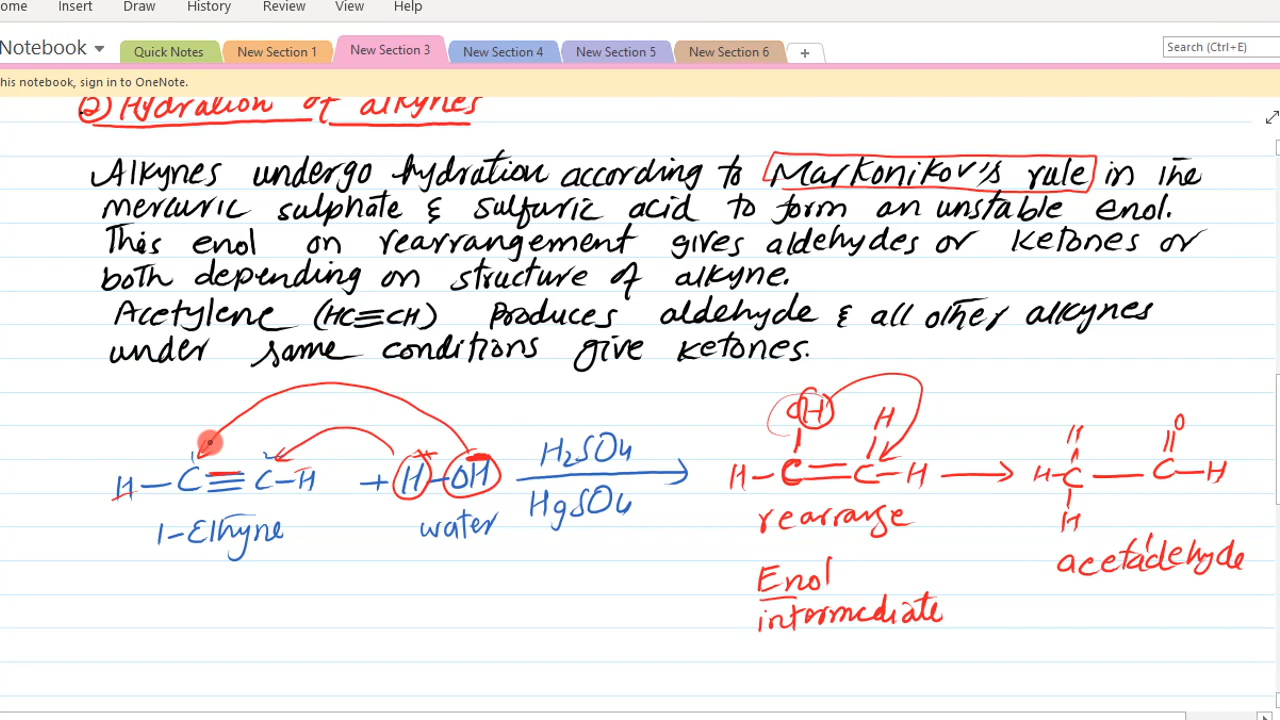 ome Insert Draw History Review View Help
Notebook Quick Notes New Section 1 New Section 3 New Section 4 New Section 5 New Section 6 + Search (Ctrl+E)
his notebook, sign in to OneNote.
2) Hydration of alkynes
Alkynes undergo hydration according to Markonikov's rule in the
mercuric sulphate & sulfuric acid to form an unstable enol.
This enol on rearrangement gives aldehydes or ketones or
both depending on structure of alkyne.
Acetylene (HC≡CH) Produces aldehyde & all other alkynes
under same conditions give ketones.
OH H H O
H—C≡C—H + H—OH H2SO4 H—C=C—H H—C—C—H
HgSO4 H
1-Ethyne water rearrange acetaldehyde
Enol
intermediate